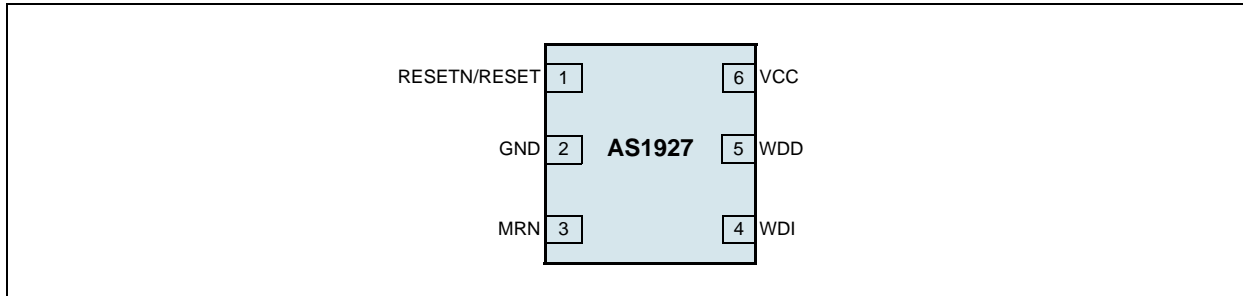 RESETN/RESET 1 6 VCC
GND 2 AS1927 5 WDD
MRN 3 4 WDI